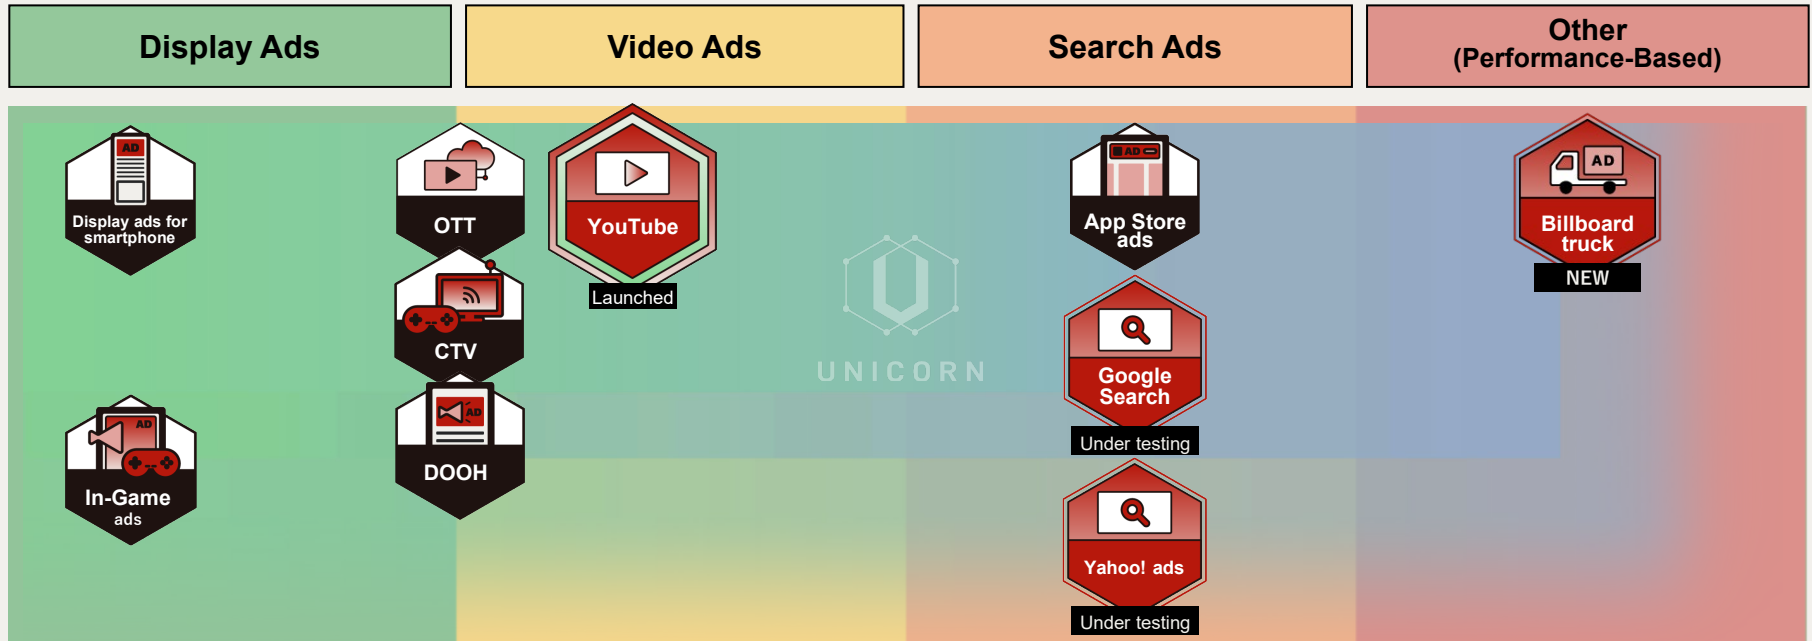 Display Ads
Video Ads
Search Ads
Other
(Performance-Based)
AD
Display ads for
smartphone
OTT
YouTube
Launched
AD
App Store
ads
AD
Billboard
truck
NEW
UNICORN
CTV
Google
Search
Under testing
AD
In-Game
ads
AD
DOOH
Yahoo! ads
Under testing